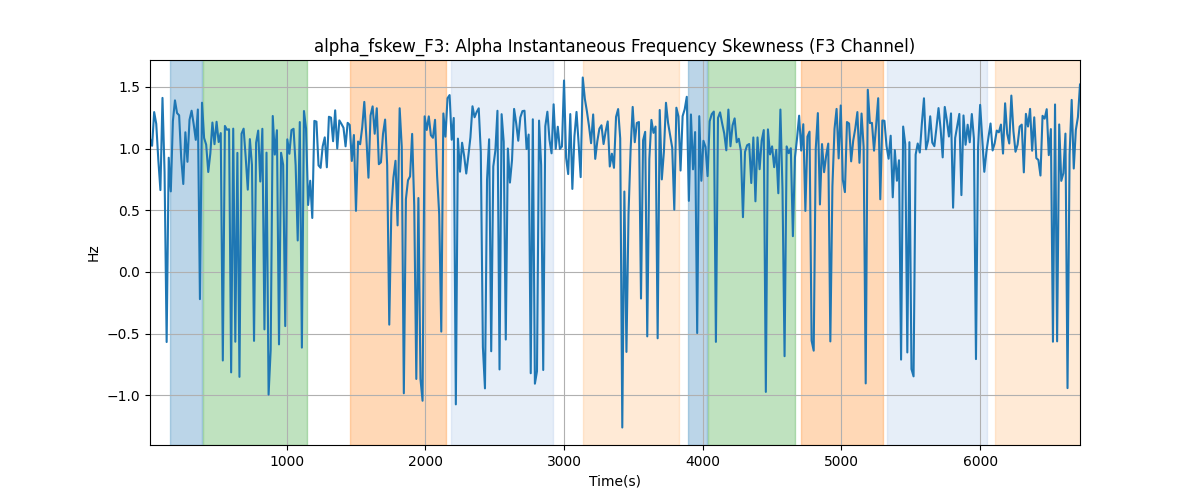 alpha_fskew_F3: Alpha Instantaneous Frequency Skewness (F3 Channel)
1.5
1.0
0.5
0.0
−0.5
−1.0
Hz
1000 2000 3000 4000 5000 6000
Time(s)